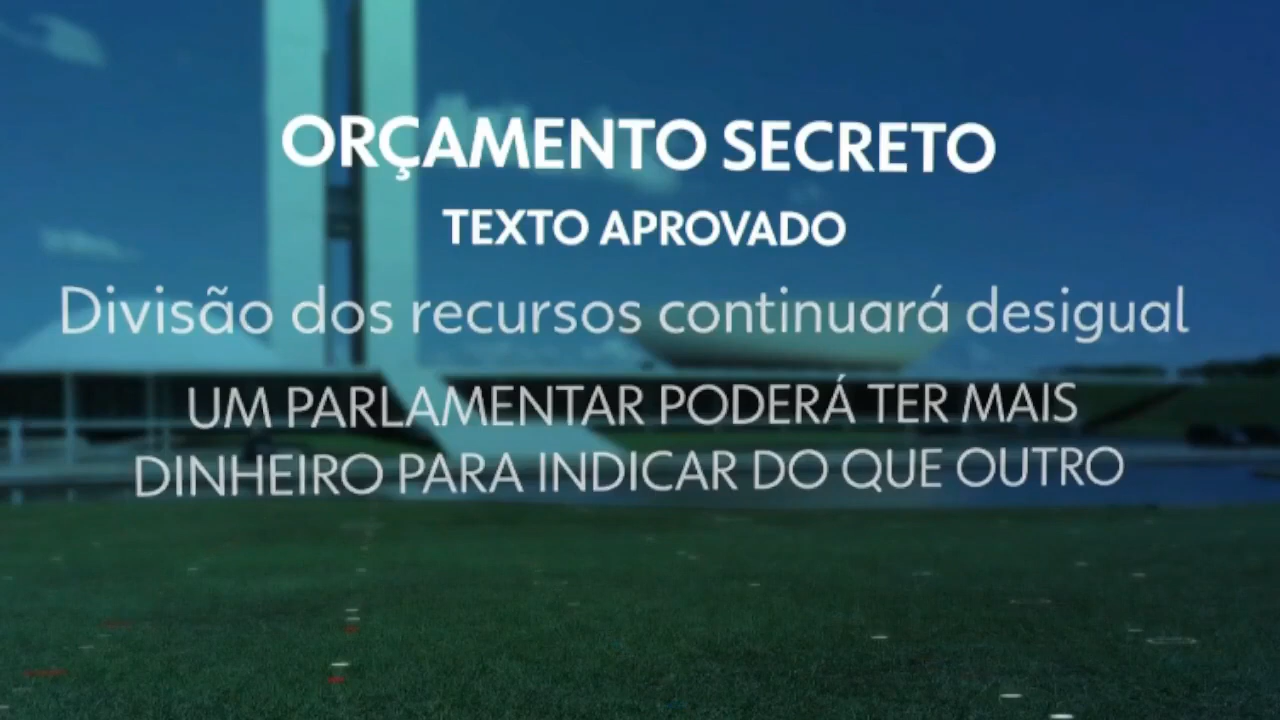 ORÇAMENTO SECRETO
TEXTO APROVADO
Divisão dos recursos continuará desigual
UM PARLAMENTAR PODERÁ TER MAIS
DINHEIRO PARA INDICAR DO QUE OUTRO